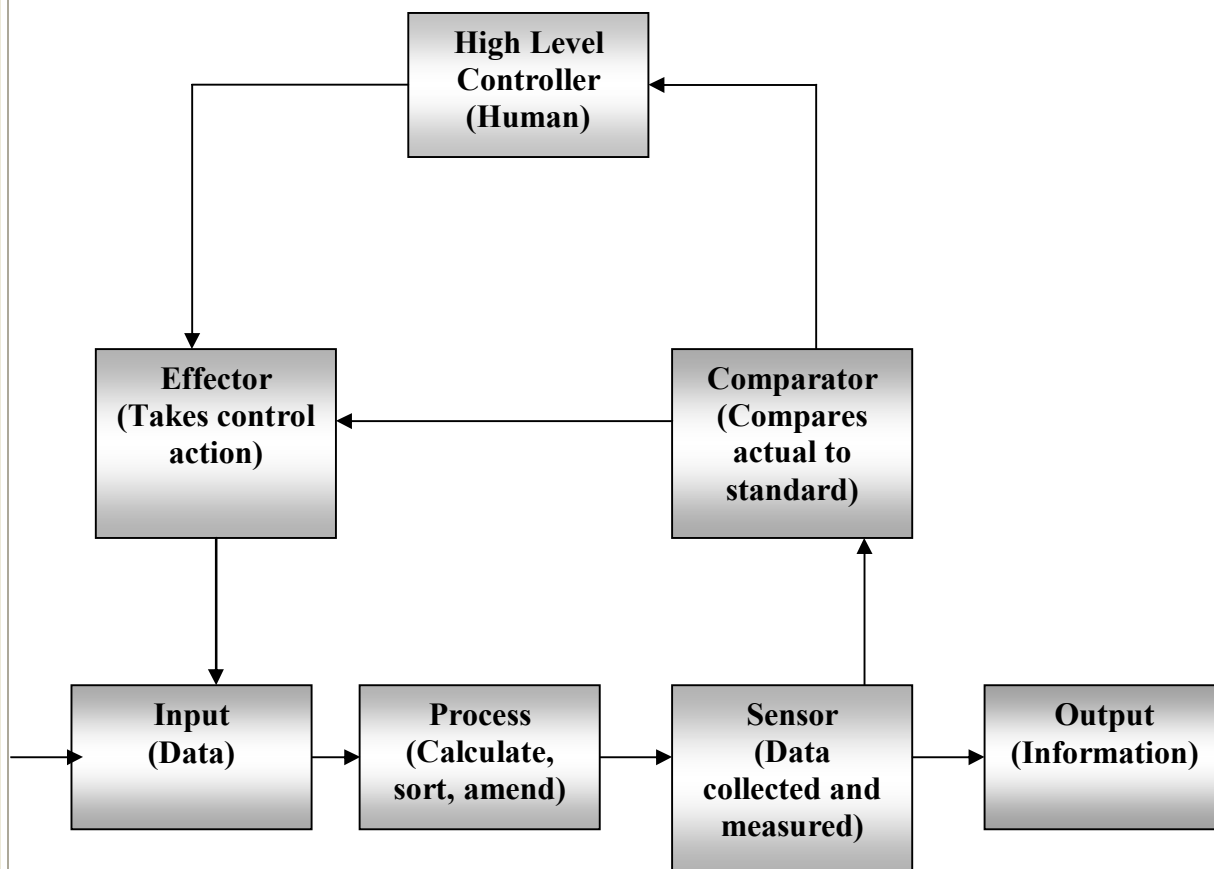 High Level
Controller
(Human)
Effector
(Takes control
action)
Comparator
(Compares
actual to
standard)
Input
(Data)
Process
(Calculate,
sort, amend)
Sensor
(Data
collected and
measured)
Output
(Information)